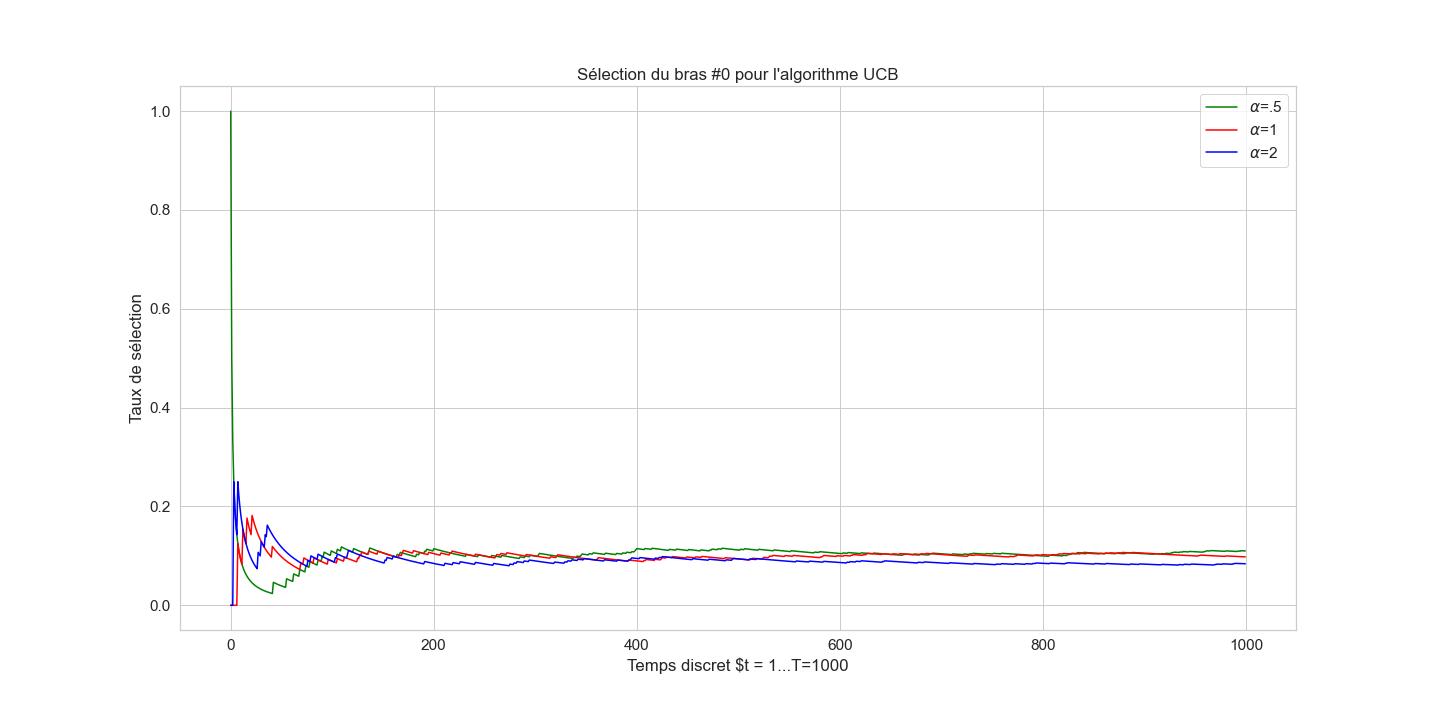 Sélection du bras #0 pour l'algorithme UCB
α=.5
α=1
α=2
Taux de sélection
1.0
0.8
0.6
0.4
0.2
0.0
0 200 400 600 800 1000
Temps discret $t = 1...T=1000